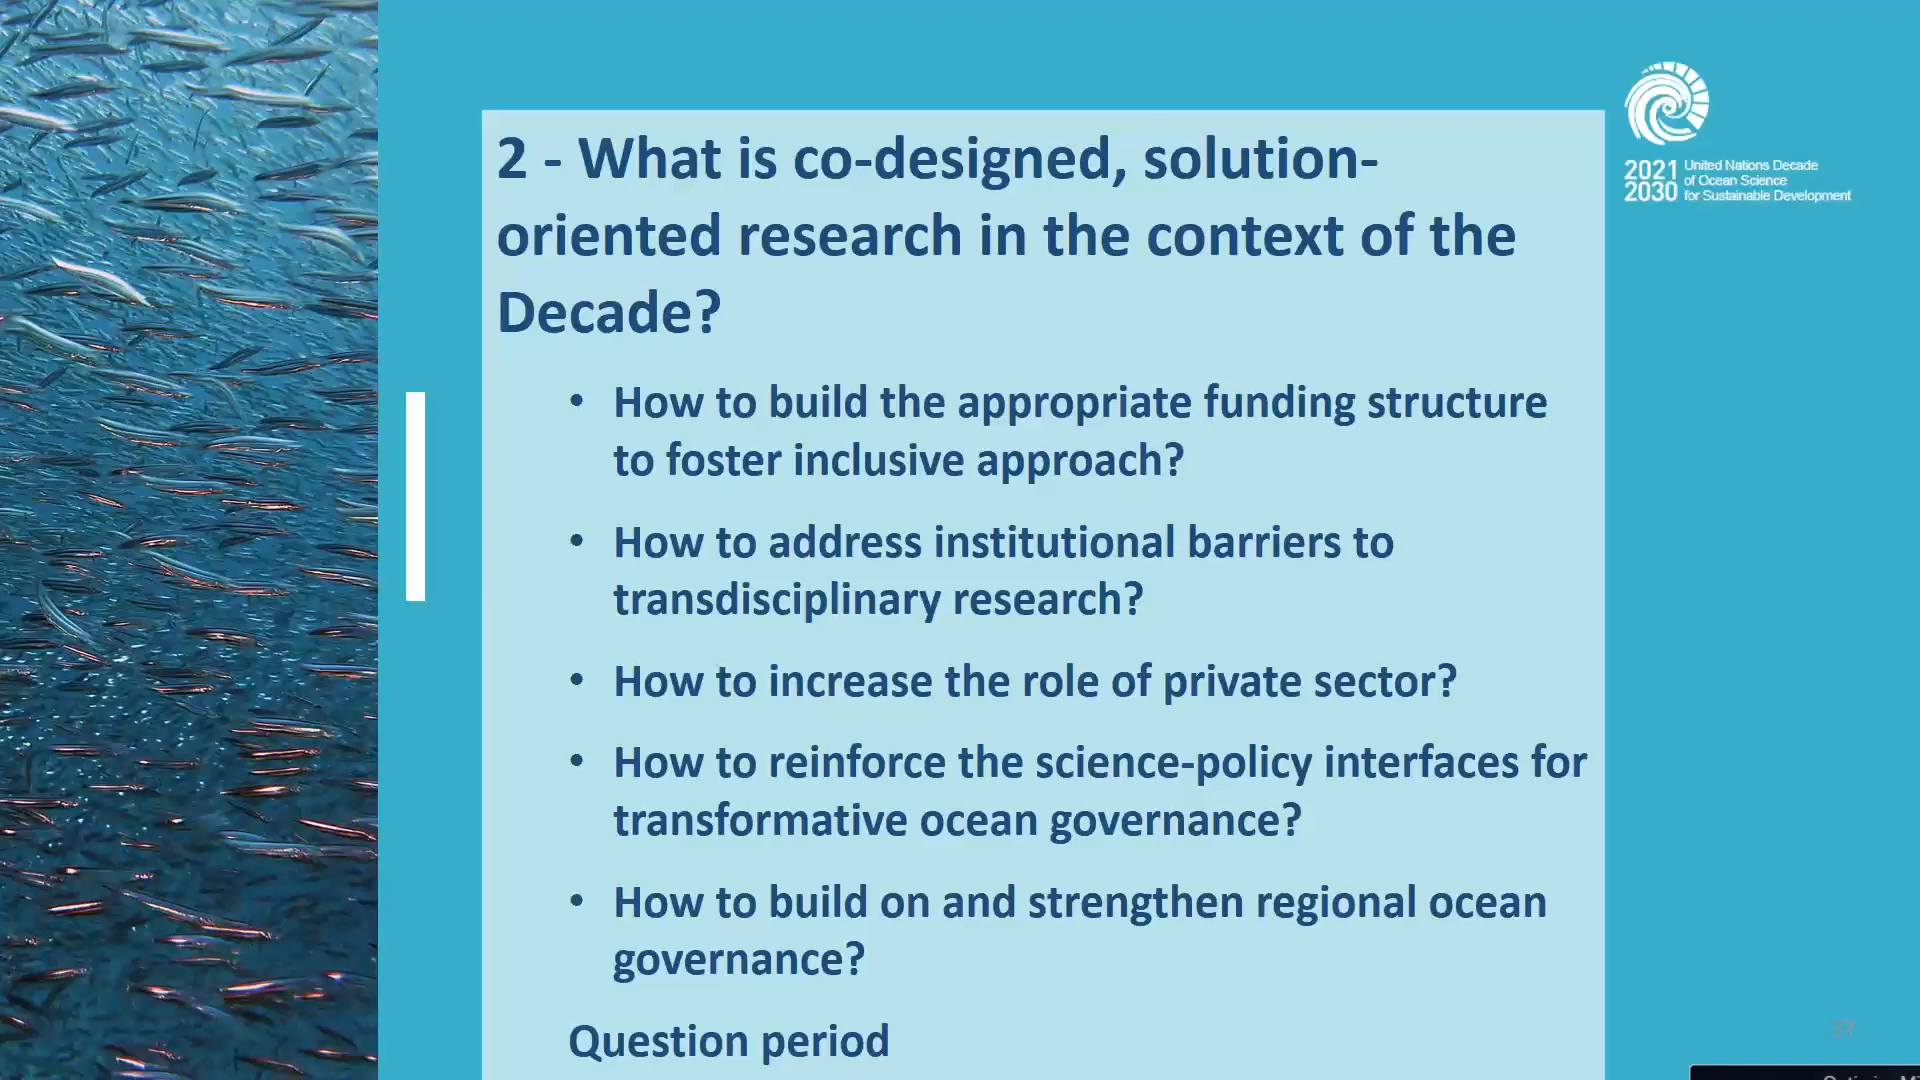 2 - What is co-designed, solution-
oriented research in the context of the
Decade?
• How to build the appropriate funding structure
to foster inclusive approach?
• How to address institutional barriers to
transdisciplinary research?
• How to increase the role of private sector?
• How to reinforce the science-policy interfaces for
transformative ocean governance?
• How to build on and strengthen regional ocean
governance?
Question period
2021 United Nations Decade
of Ocean Science
2030 for Sustainable Development
37